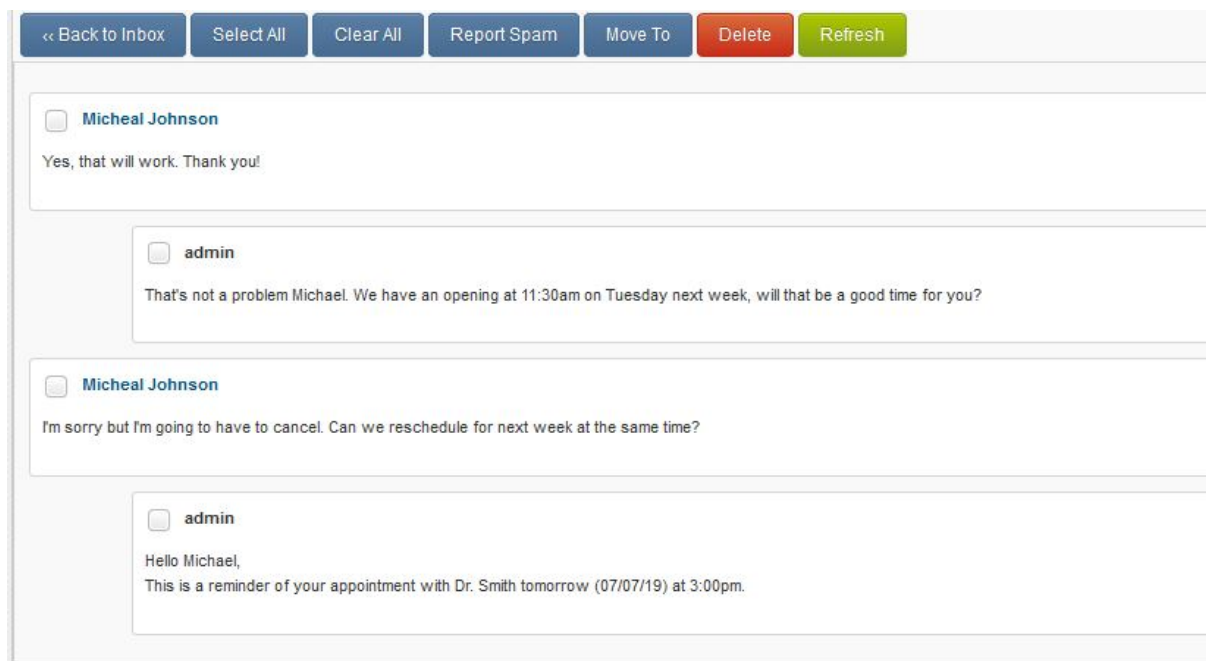 ‹‹ Back to Inbox Select All Clear All Report Spam Move To Delete Refresh
Micheal Johnson
Yes, that will work. Thank you!
admin
That's not a problem Michael. We have an opening at 11:30am on Tuesday next week, will that be a good time for you?
Micheal Johnson
I'm sorry but I'm going to have to cancel. Can we reschedule for next week at the same time?
admin
Hello Michael,
This is a reminder of your appointment with Dr. Smith tomorrow (07/07/19) at 3:00pm.